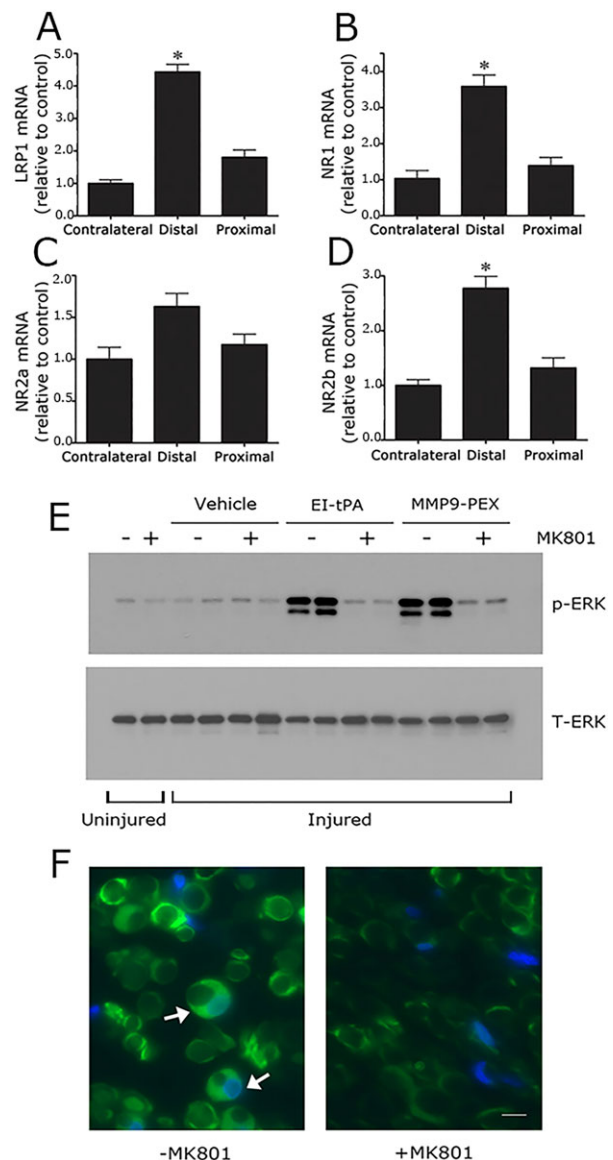 A
LRP1 mRNA
(relative to control)
5.0
4.0
3.0
2.0
1.0
0.0
*
Contralateral Distal Proximal
B
NR1 mRNA
(relative to control)
4.0
3.0
2.0
1.0
0.0
*
Contralateral Distal Proximal
C
NR2a mRNA
(relative to control)
2.0
1.5
1.0
0.5
0.0
Contralateral Distal Proximal
D
NR2b mRNA
(relative to control)
3.0
2.0
1.0
0.0
*
Contralateral Distal Proximal
E
Vehicle EI-tPA MMP9-PEX
- + - + - + - + MK801
p-ERK
T-ERK
Uninjured Injured
F
-MK801 +MK801